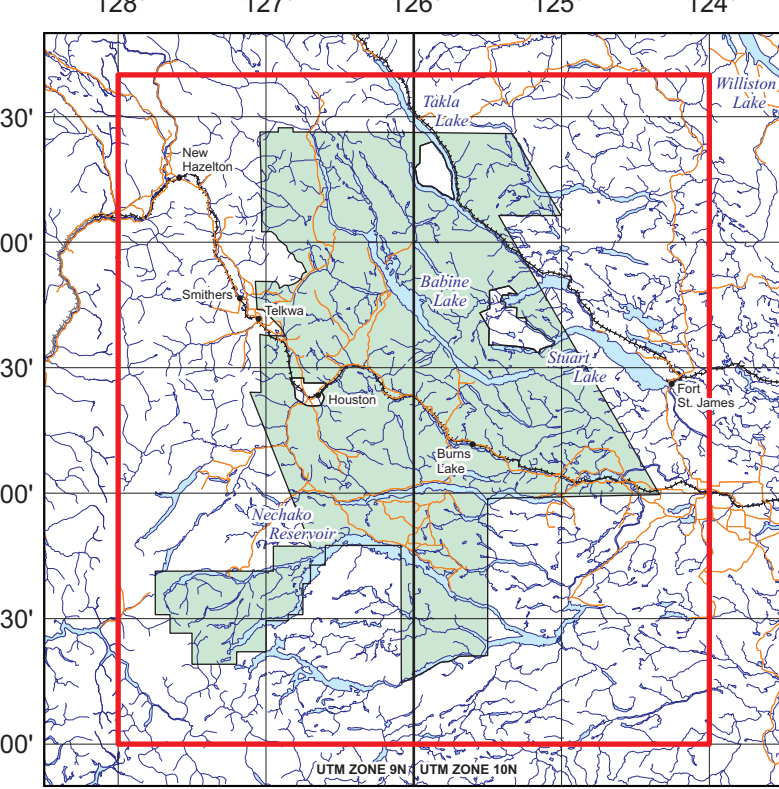 128°
127°
126°
125°
124°
Williston
Lake
Takla
Lake
30'
New
Hazelton
00'
Smithers
Telkwa
Babine
Lake
Stuart
Lake
30'
Houston
Fort
St. James
Burns
Lake
00'
Nechako
Reservoir
30'
00'
UTM ZONE 9N
UTM ZONE 10N